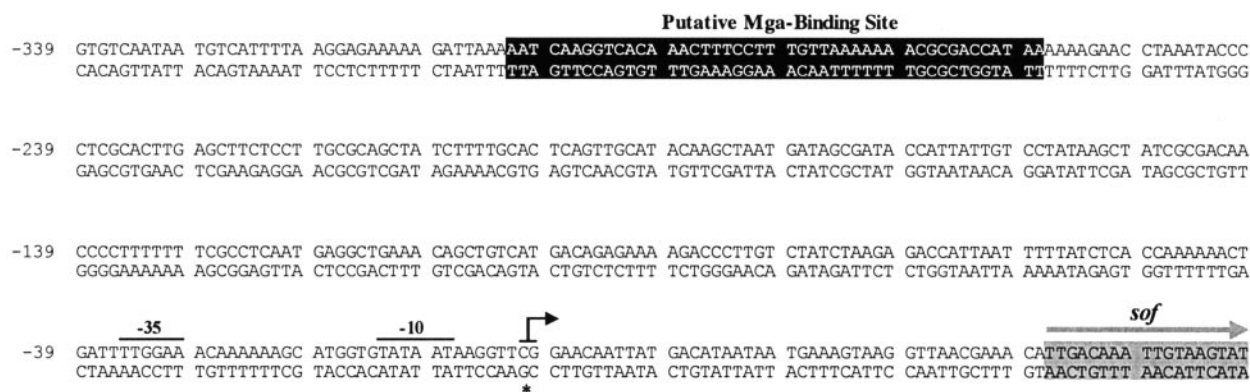 Putative Mga-Binding Site
-339 GTGTCAATAA TGTCATTTTA AGGAGAAAAA GATTAAAAAT CAAGGTCACA AACTTTCCTT TGTTAAAAAA ACGCGACCAT AAAAAAGAAC CTAAATACCC
CACAGTTATT ACAGTAAAAT TCCTCTTTTT CTAATTTTTA GTTCCAGTGT TTGAAAGGAA ACAATTTTTT TGCGCTGGTA TTTTTTCTTG GATTTATGGG
-239 CTCGCACTTG AGCTTCTCCT TGCGCAGCTA TCTTTTGCAC TCAGTTGCAT ACAAGCTAAT GATAGCGATA CCATTATTGT CCTATAAGCT ATCGCGACAA
GAGCGTGAAC TCGAAGAGGA ACGCGTCGAT AGAAAACGTG AGTCAACGTA TGTTCGATTA CTATCGCTAT GGTAATAACA GGATATTCGA TAGCGCTGTT
-139 CCCCTTTTTT TCGCCTCAAT GAGGCTGAAA CAGCTGTCAT GACAGAGAAA AGACCCTTGT CTATCTAAGA GACCATTAAT TTTTATCTCA CCAAAAAACT
GGGGAAAAAA AGCGGAGTTA CTCCGACTTT GTCGACAGTA CTGTCTCTTT TCTGGGAACA GATAGATTCT CTGGTAATTA AAAATAGAGT GGTTTTTTGA
-35 -10 sof
-39 GATTTTGGAA ACAAAAAAGC ATGGTGTATA ATAAGGTTCG GAACAATTAT GACATAATAA TGAAAGTAAG GTTAACGAAA CATTGACAAA TTGTAAGTAT
CTAAAACCTT TGTTTTTTCG TACCACATAT TATTCCAAGC CTTGTTAATA CTGTATTATT ACTTTCATTC CAATTGCTTT GTAACTGTTT AACATTCATA
*